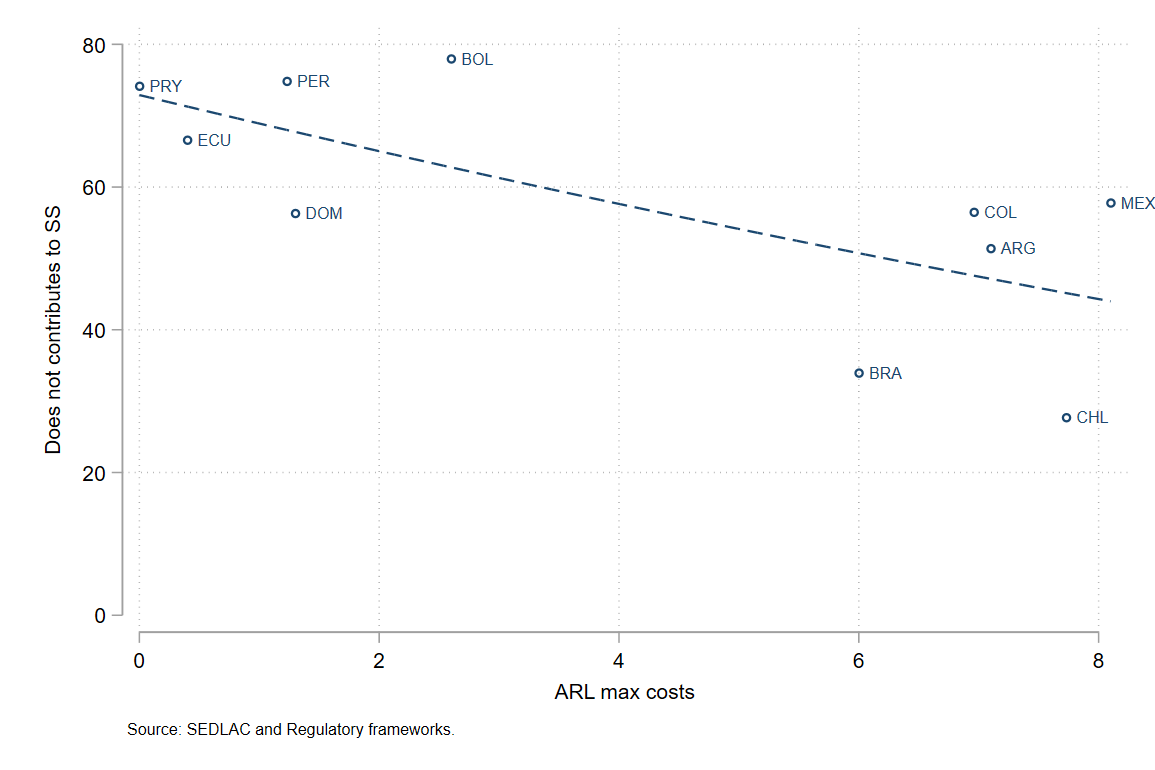 80
60
40
20
0
Does not contributes to SS
PRY
PER
BOL
ECU
DOM
COL
MEX
ARG
BRA
CHL
0 2 4 6 8
ARL max costs
Source: SEDLAC and Regulatory frameworks.